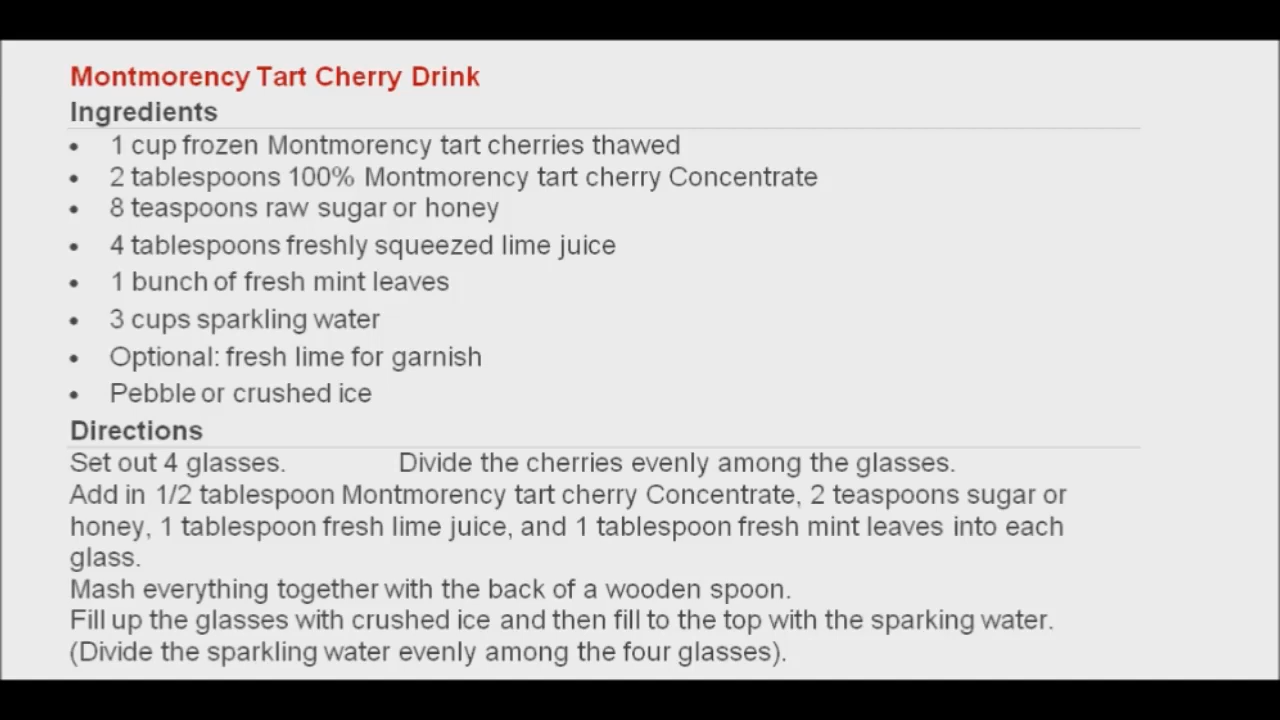 Montmorency Tart Cherry Drink
Ingredients
• 1 cup frozen Montmorency tart cherries thawed
• 2 tablespoons 100% Montmorency tart cherry Concentrate
• 8 teaspoons raw sugar or honey
• 4 tablespoons freshly squeezed lime juice
• 1 bunch of fresh mint leaves
• 3 cups sparkling water
• Optional: fresh lime for garnish
• Pebble or crushed ice
Directions
Set out 4 glasses. Divide the cherries evenly among the glasses.
Add in 1/2 tablespoon Montmorency tart cherry Concentrate, 2 teaspoons sugar or
honey, 1 tablespoon fresh lime juice, and 1 tablespoon fresh mint leaves into each
glass.
Mash everything together with the back of a wooden spoon.
Fill up the glasses with crushed ice and then fill to the top with the sparking water.
(Divide the sparkling water evenly among the four glasses).